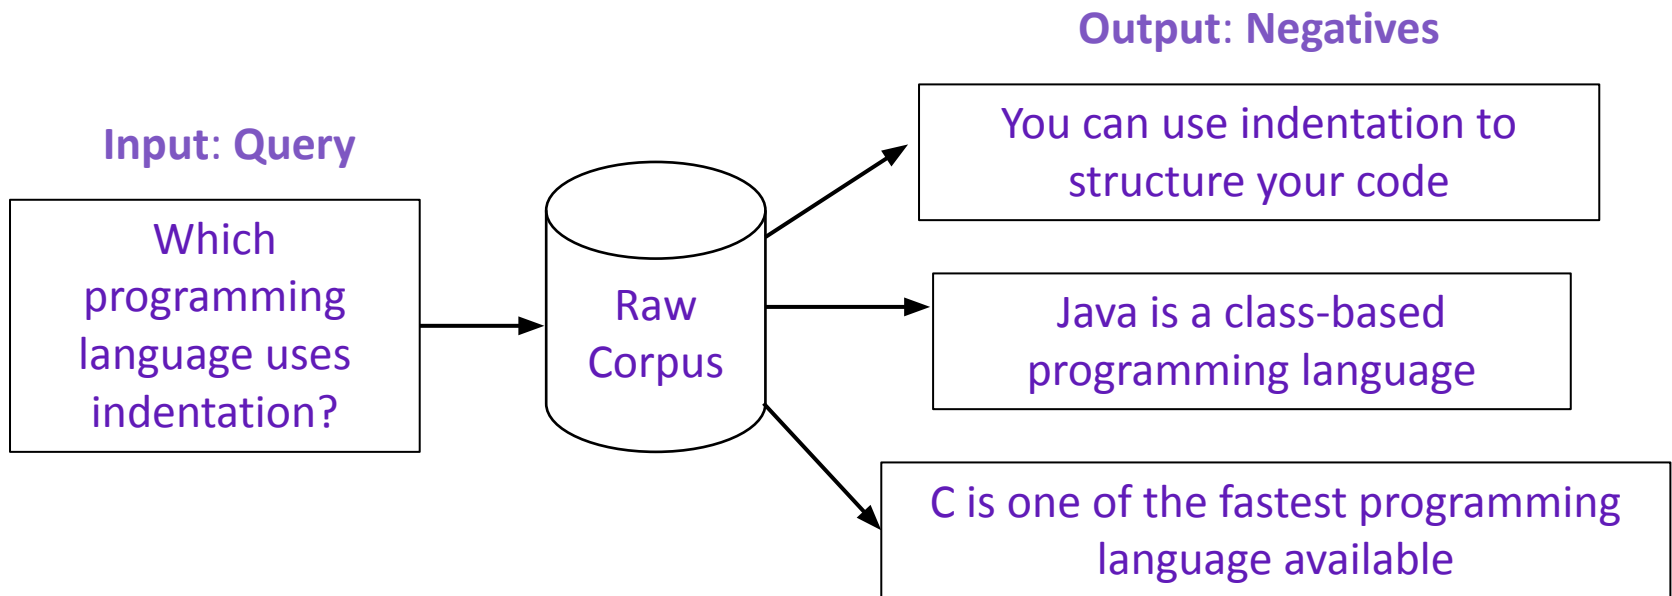 Output: Negatives
Input: Query
Which
programming
language uses
indentation?
Raw
Corpus
You can use indentation to
structure your code
Java is a class-based
programming language
C is one of the fastest programming
language available